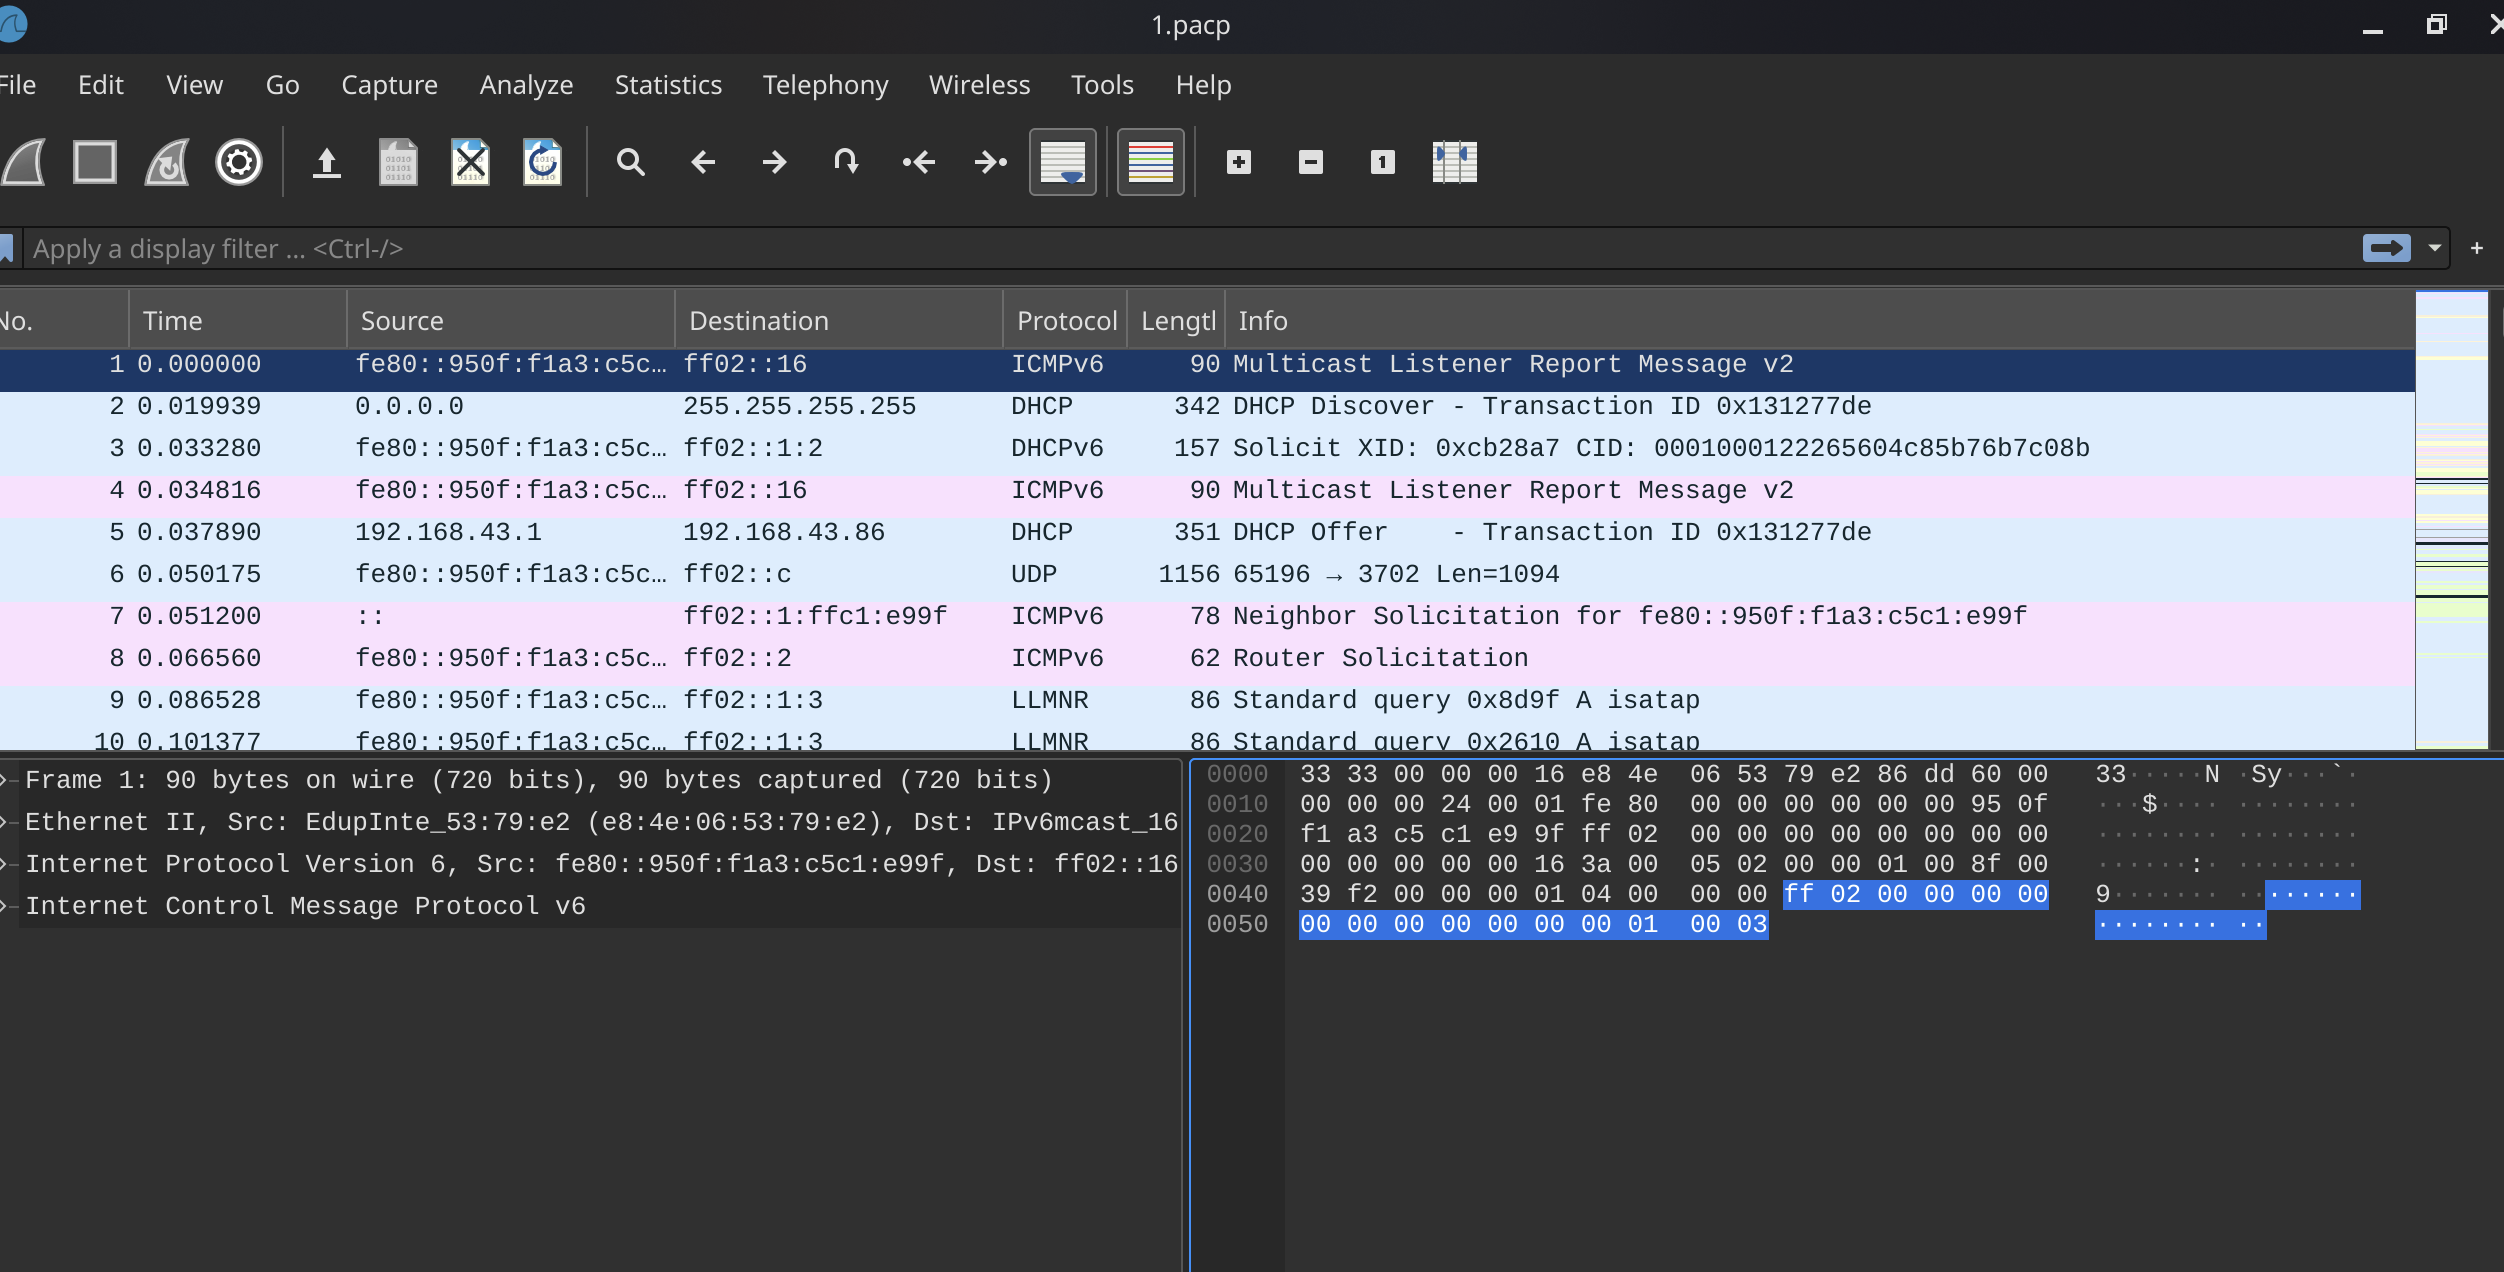 1.pacp
File Edit View Go Capture Analyze Statistics Telephony Wireless Tools Help
Apply a display filter ... <Ctrl-/>
No. Time Source Destination Protocol Lengtl Info
1 0.000000 fe80::950f:f1a3:c5c… ff02::16 ICMPv6 90 Multicast Listener Report Message v2
2 0.019939 0.0.0.0 255.255.255.255 DHCP 342 DHCP Discover - Transaction ID 0x131277de
3 0.033280 fe80::950f:f1a3:c5c… ff02::1:2 DHCPv6 157 Solicit XID: 0xcb28a7 CID: 0001000122265604c85b76b7c08b
4 0.034816 fe80::950f:f1a3:c5c… ff02::16 ICMPv6 90 Multicast Listener Report Message v2
5 0.037890 192.168.43.1 192.168.43.86 DHCP 351 DHCP Offer - Transaction ID 0x131277de
6 0.050175 fe80::950f:f1a3:c5c… ff02::c UDP 1156 65196 → 3702 Len=1094
7 0.051200 :: ff02::1:ffc1:e99f ICMPv6 78 Neighbor Solicitation for fe80::950f:f1a3:c5c1:e99f
8 0.066560 fe80::950f:f1a3:c5c… ff02::2 ICMPv6 62 Router Solicitation
9 0.086528 fe80::950f:f1a3:c5c… ff02::1:3 LLMNR 86 Standard query 0x8d9f A isatap
10 0.101377 fe80::950f:f1a3:c5c… ff02::1:3 LLMNR 86 Standard query 0x2610 A isatap
Frame 1: 90 bytes on wire (720 bits), 90 bytes captured (720 bits)
Ethernet II, Src: EdupInte_53:79:e2 (e8:4e:06:53:79:e2), Dst: IPv6mcast_16
Internet Protocol Version 6, Src: fe80::950f:f1a3:c5c1:e99f, Dst: ff02::16
Internet Control Message Protocol v6
0000 33 33 00 00 00 16 e8 4e 06 53 79 e2 86 dd 60 00 33·····N ·Sy···`·
0010 00 00 00 24 00 01 fe 80 00 00 00 00 00 00 95 0f ···$···· ········
0020 f1 a3 c5 c1 e9 9f ff 02 00 00 00 00 00 00 00 00 ········ ········
0030 00 00 00 00 00 16 3a 00 05 02 00 00 01 00 8f 00 ······:· ········
0040 39 f2 00 00 00 01 04 00 00 00 ff 02 00 00 00 00 9······· ········
0050 00 00 00 00 00 00 00 01 00 03 ········ ··